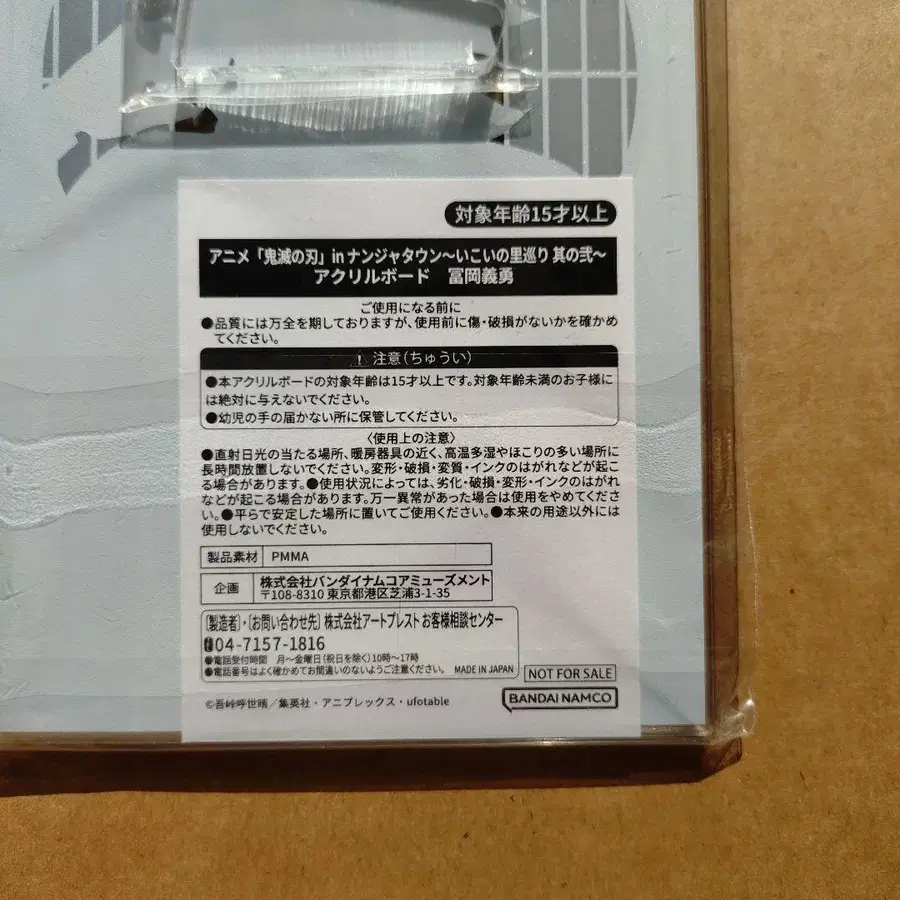 対象年齢15才以上
アニメ「鬼滅の刃」in ナンジャタウン～いこいの里巡り 其の弐～
アクリルボード　冨岡義勇
ご使用になる前に
●品質には万全を期しておりますが、使用前に傷・破損がないかを確かめ
てください。
注意(ちゅうい)
●本アクリルボードの対象年齢は15才以上です。対象年齢未満のお子様に
は絶対に与えないでください。
●幼児の手の届かない所に保管してください。
〈使用上の注意〉
●直射日光の当たる場所、暖房器具の近く、高温多湿やほこりの多い場所に
長時間放置しないでください。変形・破損・変質・インクのはがれなどが起こ
る場合があります。●使用状況によっては、劣化・破損・変形・インクのはがれ
などが起こる場合があります。万一異常があった場合は使用をやめてくださ
い。●平らで安定した場所に置いてご使用ください。●本来の用途以外には
使用しないでください。
製品素材 PMMA
企画 株式会社バンダイナムコアミューズメント
〒108-8310 東京都港区芝浦3-1-35
〔製造者〕・〔お問い合わせ先〕株式会社アートプレスト お客様相談センター
04-7157-1816
●電話受付時間　月～金曜日(祝日を除く)10時～17時
●電話番号はよく確かめてお間違いのないようご注意ください。 MADE IN JAPAN
NOT FOR SALE
©吾峠呼世晴／集英社・アニプレックス・ufotable
BANDAI NAMCO